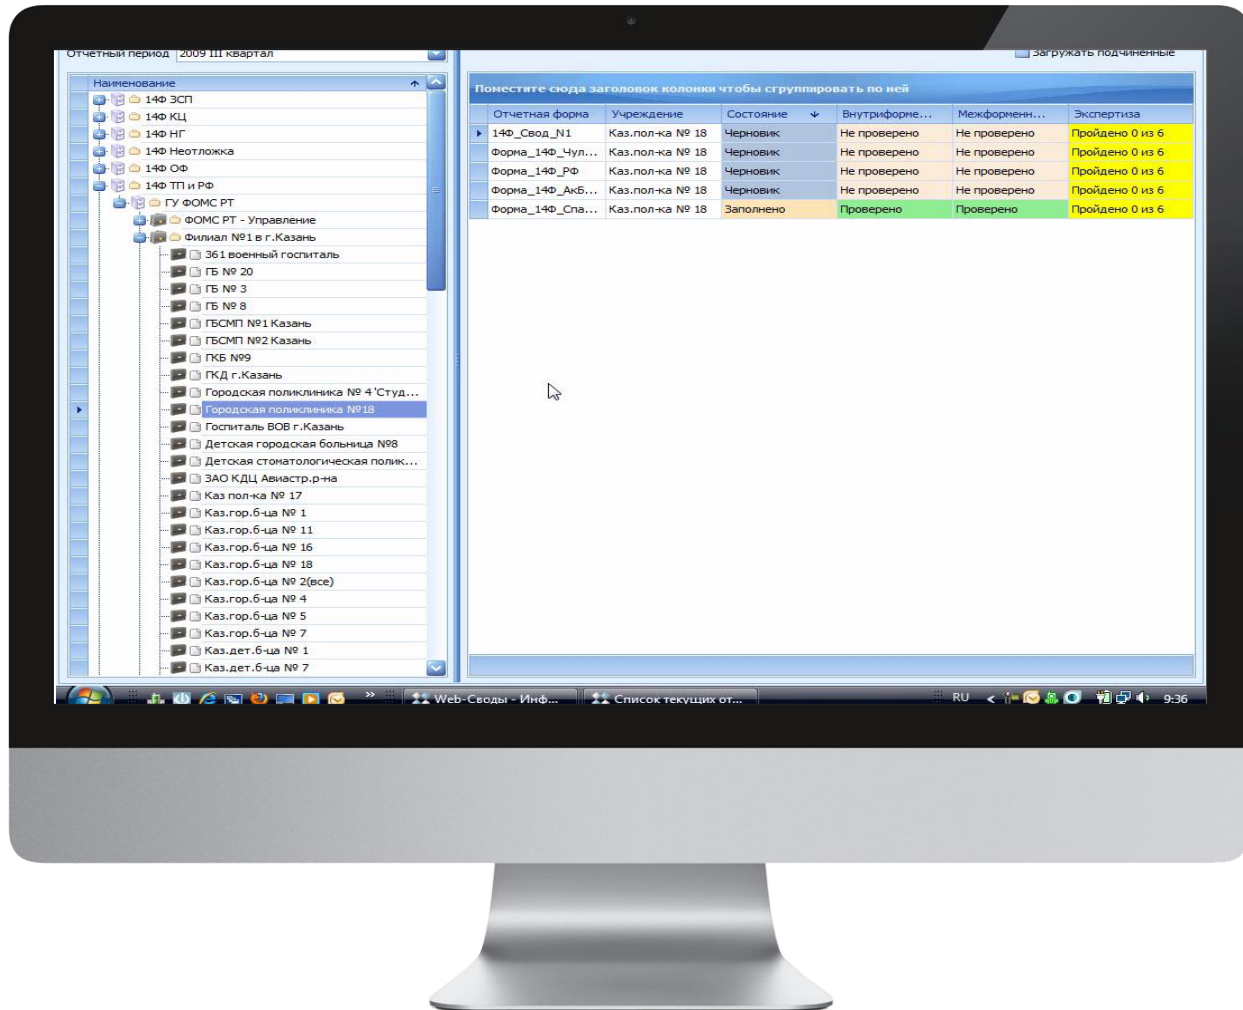 Отчетный период 2009 III квартал
Загружать подчиненные
Наименование
14Ф ЗСП
14Ф КЦ
14Ф НГ
14Ф Неотложка
14Ф ОФ
14Ф ТП и РФ
ГУ ФОМС РТ
ФОМС РТ - Управление
Филиал №1 в г.Казань
361 военный госпиталь
ГБ № 20
ГБ № 3
ГБ № 8
ГБСМП №1 Казань
ГБСМП №2 Казань
ГКБ №9
ГКД г.Казань
Городская поликлиника № 4 'Студ...
Городская поликлиника №18
Госпиталь ВОВ г.Казань
Детская городская больница №8
Детская стоматологическая полик...
ЗАО КДЦ Авиастр.р-на
Каз пол-ка № 17
Каз.гор.б-ца № 1
Каз.гор.б-ца № 11
Каз.гор.б-ца № 16
Каз.гор.б-ца № 18
Каз.гор.б-ца № 2(все)
Каз.гор.б-ца № 4
Каз.гор.б-ца № 5
Каз.гор.б-ца № 7
Каз.дет.б-ца № 1
Каз.дет.б-ца № 7
Поместите сюда заголовок колонки чтобы сгруппировать по ней
Отчетная форма Учреждение Состояние Внутриформе... Межформенн... Экспертиза
14Ф_Свод_N1 Каз.пол-ка № 18 Черновик Не проверено Не проверено Пройдено 0 из 6
Форма_14Ф_Чул... Каз.пол-ка № 18 Черновик Не проверено Не проверено Пройдено 0 из 6
Форма_14Ф_РФ Каз.пол-ка № 18 Черновик Не проверено Не проверено Пройдено 0 из 6
Форма_14Ф_АкБ... Каз.пол-ка № 18 Черновик Не проверено Не проверено Пройдено 0 из 6
Форма_14Ф_Спа... Каз.пол-ка № 18 Заполнено Проверено Проверено Пройдено 0 из 6
Web-Своды - Инф... Список текущих от... RU 9:36